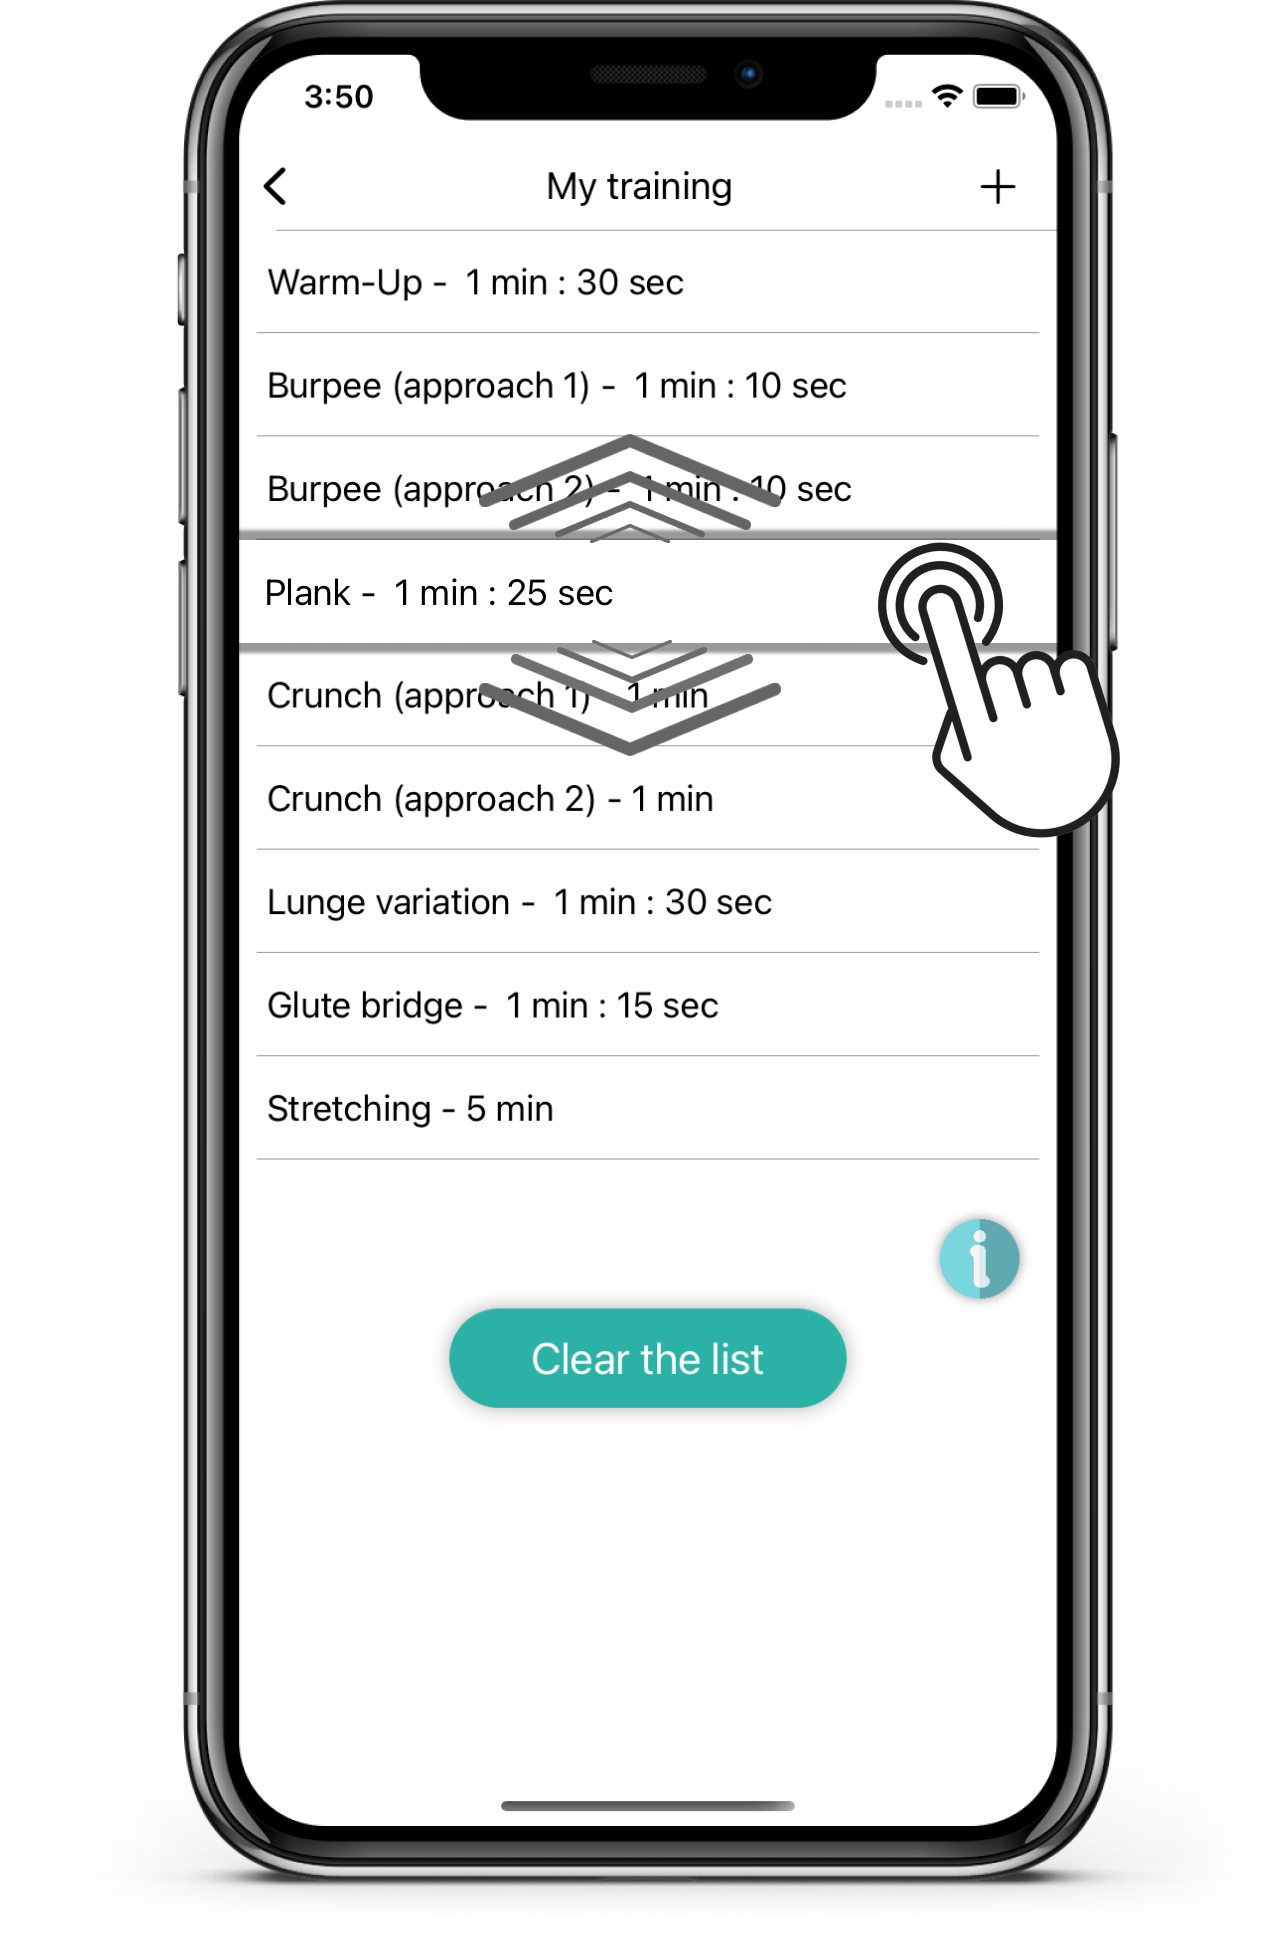 3:50
My training
Warm-Up - 1 min : 30 sec
Burpee (approach 1) - 1 min : 10 sec
Burpee (approach 2) - 1 min : 10 sec
Plank - 1 min : 25 sec
Crunch (approach 1) - 1 min
Crunch (approach 2) - 1 min
Lunge variation - 1 min : 30 sec
Glute bridge - 1 min : 15 sec
Stretching - 5 min
i
Clear the list